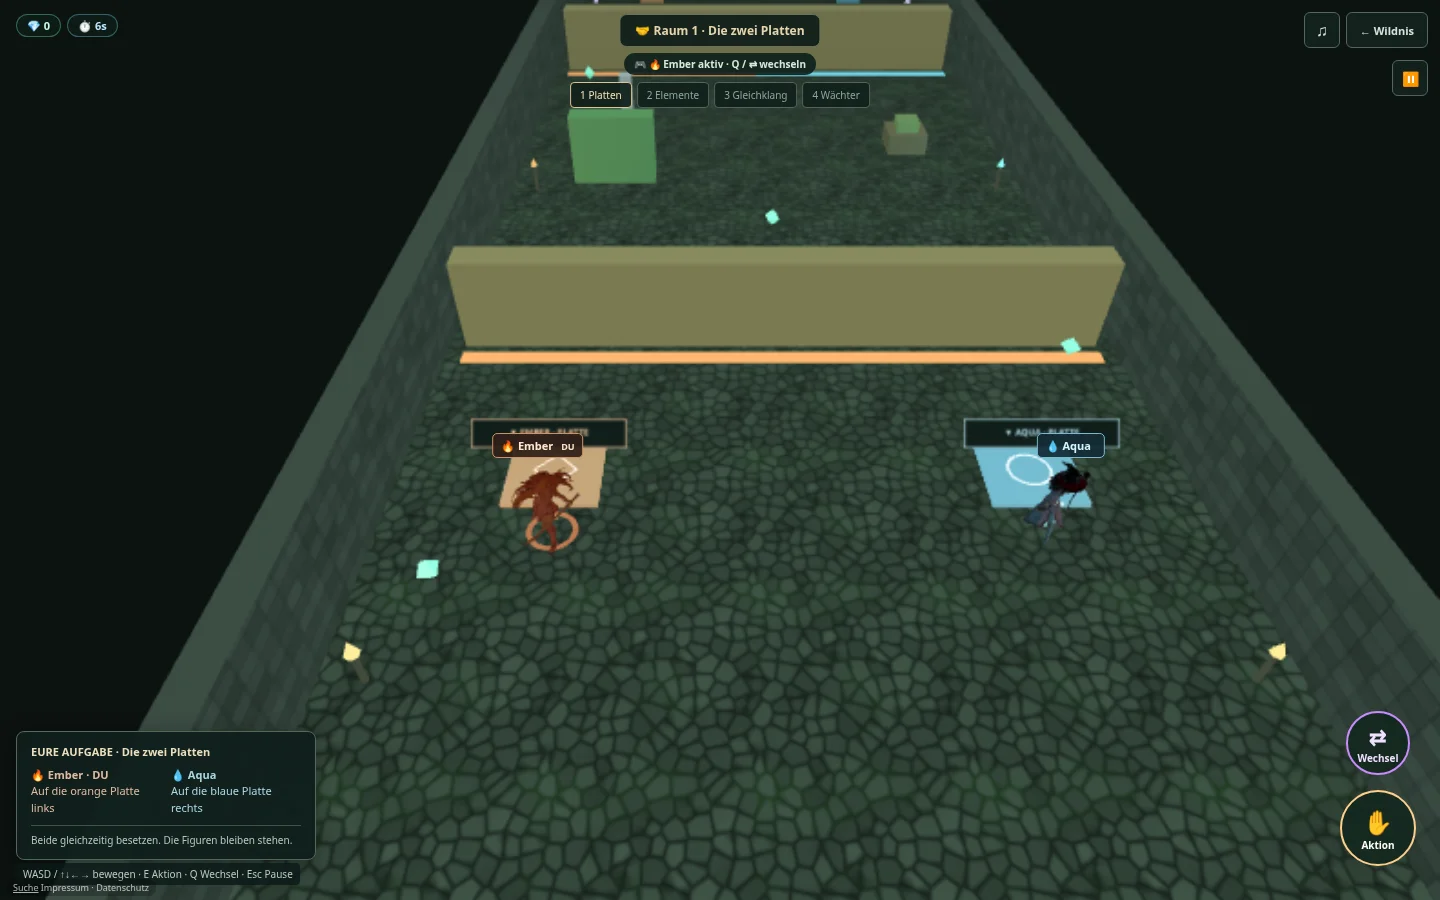 💎 0
⏱️ 6s
🤝 Raum 1 · Die zwei Platten
♫
← Wildnis
🎮 🔥 Ember aktiv · Q / ⇄ wechseln
1 Platten
2 Elemente
3 Gleichklang
4 Wächter
🔥 Ember DU
💧 Aqua
EURE AUFGABE · Die zwei Platten
🔥 Ember · DU
Auf die orange Platte
links
💧 Aqua
Auf die blaue Platte
rechts
Beide gleichzeitig besetzen. Die Figuren bleiben stehen.
⇄
Wechsel
✋
Aktion
WASD / ↑↓←→ bewegen · E Aktion · Q Wechsel · Esc Pause
Suche Impressum · Datenschutz